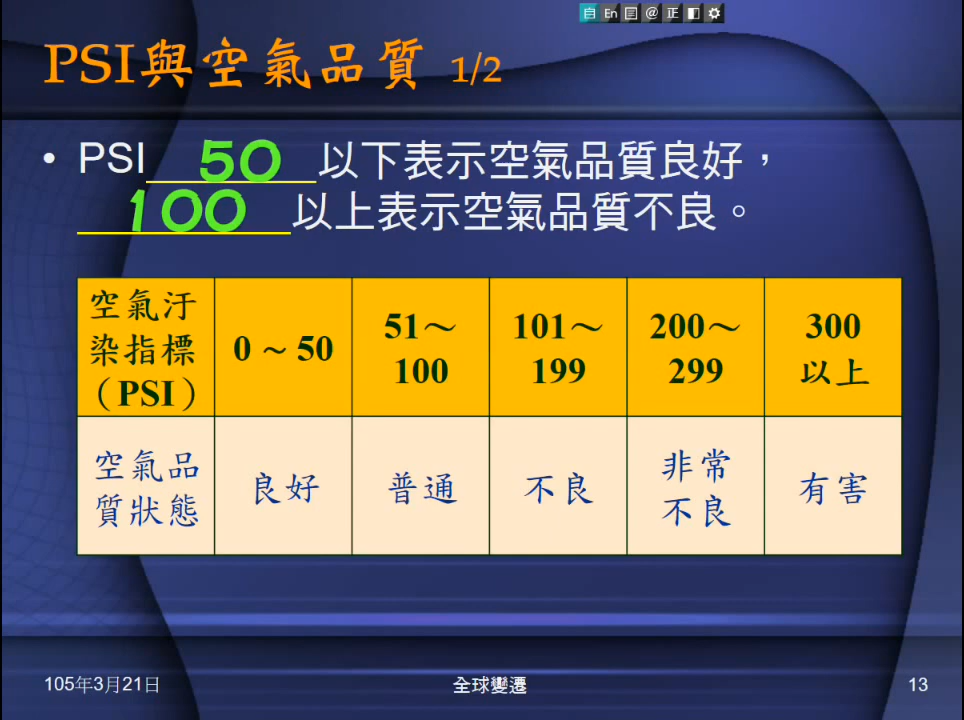 自 En @ 正
PSI與空氣品質 1/2
• PSI 50 以下表示空氣品質良好，
100 以上表示空氣品質不良。
空氣汙
染指標
（PSI）
0 ~ 50
51～
100
101～
199
200～
299
300
以上
空氣品
質狀態
良好
普通
不良
非常
不良
有害
105年3月21日
全球變遷
13